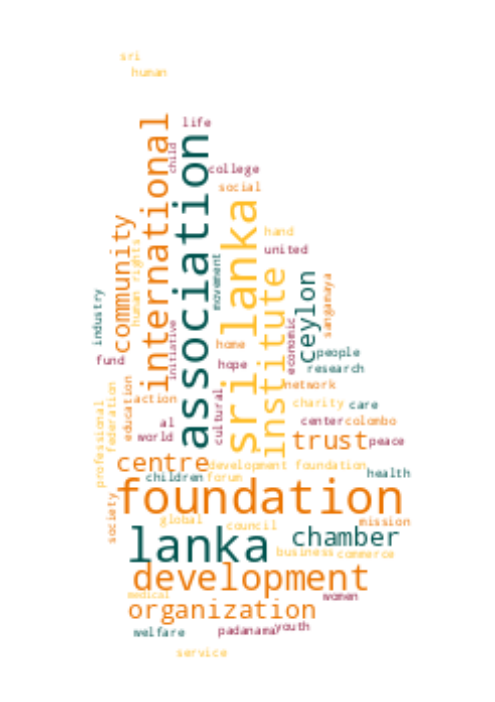 sri
human
life
child
college
international
association
social
sri lanka
community
hand
human rights
united
movement
institute
ceylon
sangamaya
industry
initiative
economic
home
people
fund
hope
research
education
network
federation
action
cultural
charity
care
professional
al
center
colombo
world
trust
peace
centre
development foundation
health
children
forum
foundation
society
global
council
mission
lanka
chamber
business
commerce
development
medical
women
organization
welfare
padanama
youth
service